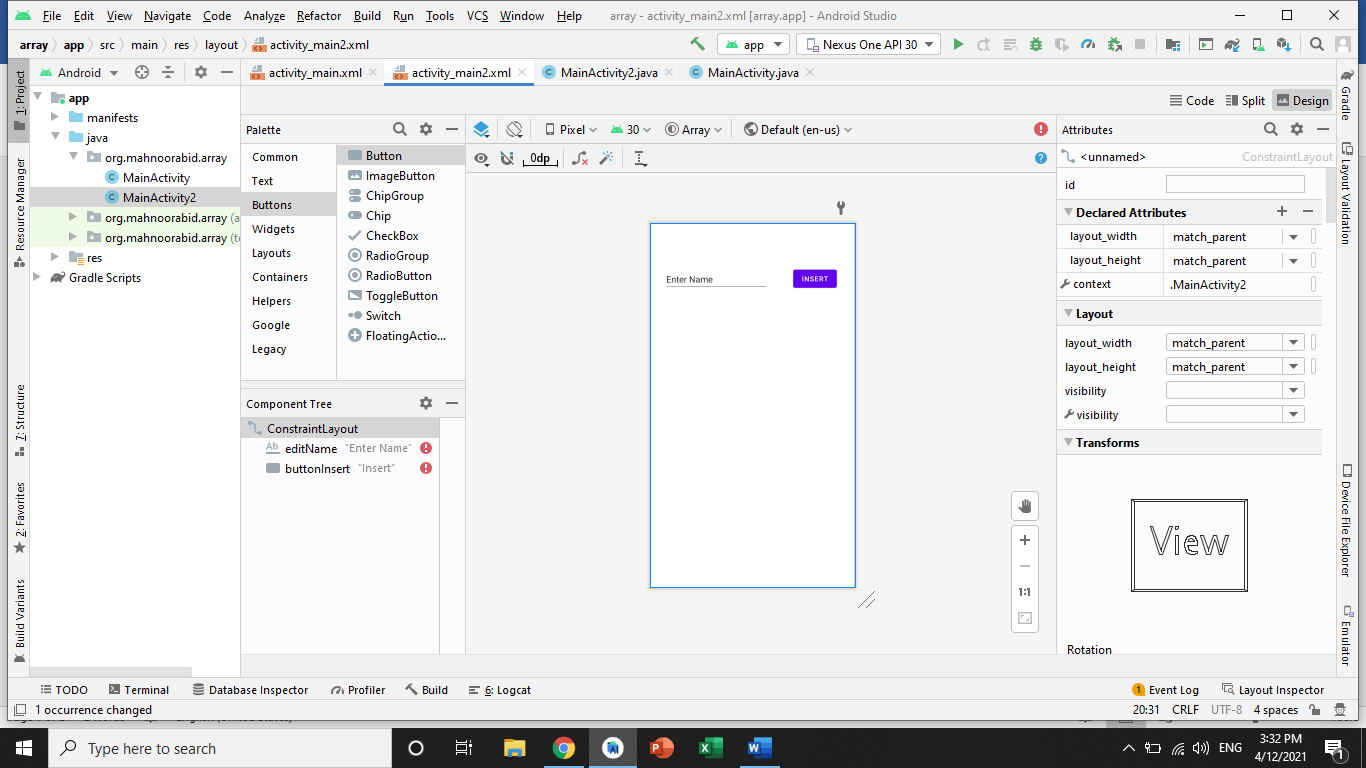 File Edit View Navigate Code Analyze Refactor Build Run Tools VCS Window Help array - activity_main2.xml [array.app] - Android Studio
array app src main res layout activity_main2.xml app Nexus One API 30
1: Project Android activity_main.xml activity_main2.xml MainActivity2.java MainActivity.java Gradle
Code Split Design
app
manifests
java
org.mahnoorabid.array
MainActivity
MainActivity2
org.mahnoorabid.array (a
org.mahnoorabid.array (te
res
Gradle Scripts
Resource Manager
7: Structure
2: Favorites
Build Variants
Palette
Common
Text
Buttons
Widgets
Layouts
Containers
Helpers
Google
Legacy
Button
ImageButton
ChipGroup
Chip
CheckBox
RadioGroup
RadioButton
ToggleButton
Switch
FloatingActio...
Component Tree
ConstraintLayout
Ab editName "Enter Name"
buttonInsert "Insert"
Pixel 30 Array Default (en-us)
0dp
Enter Name INSERT
1:1
Attributes
<unnamed> ConstraintLayout
id
Declared Attributes
layout_width match_parent
layout_height match_parent
context .MainActivity2
Layout
layout_width match_parent
layout_height match_parent
visibility
visibility
Transforms
View
Rotation
Layout Validation
Device File Explorer
Emulator
TODO Terminal Database Inspector Profiler Build 6: Logcat 1 Event Log Layout Inspector
1 occurrence changed 20:31 CRLF UTF-8 4 spaces
Type here to search ENG 3:32 PM
4/12/2021 1